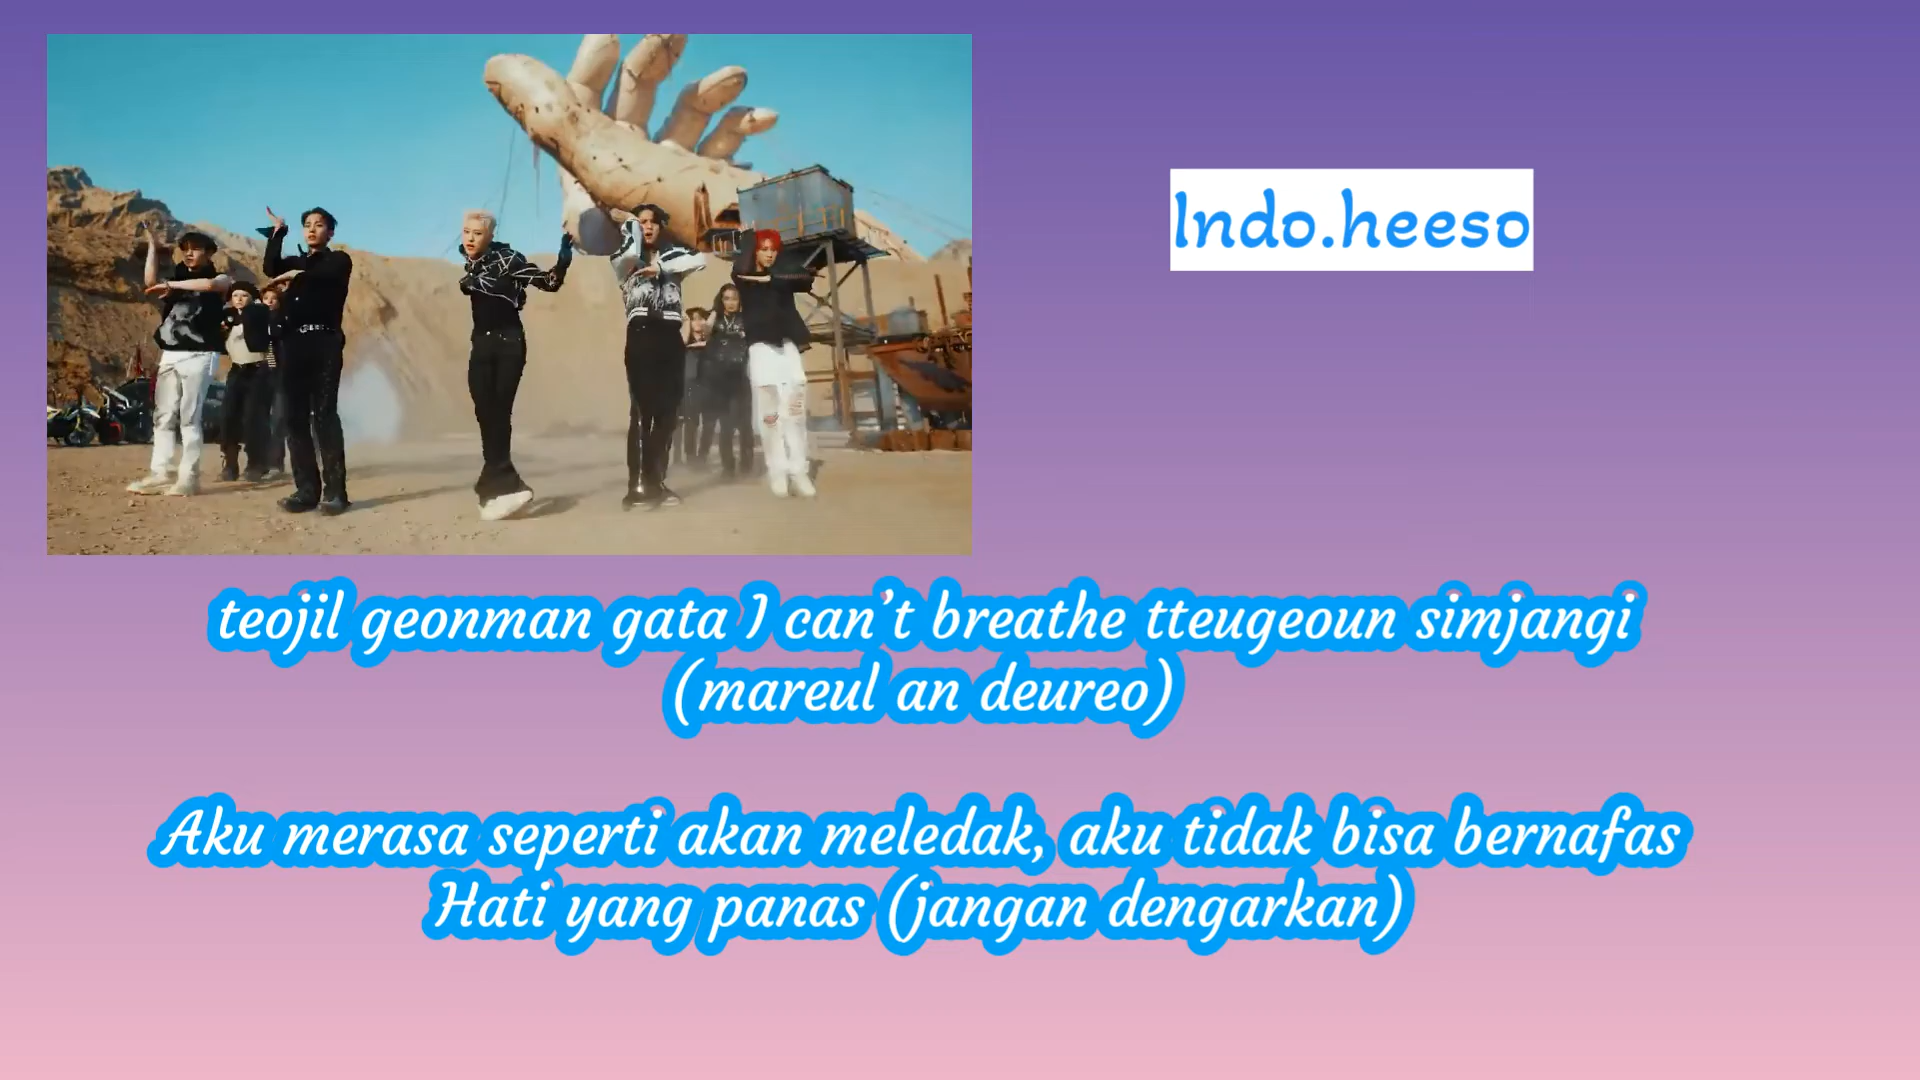 Indo.heeso
teojil geonman gata I can’t breathe tteugeoun simjangi
(mareul an deureo)
Aku merasa seperti akan meledak, aku tidak bisa bernafas
Hati yang panas (jangan dengarkan)